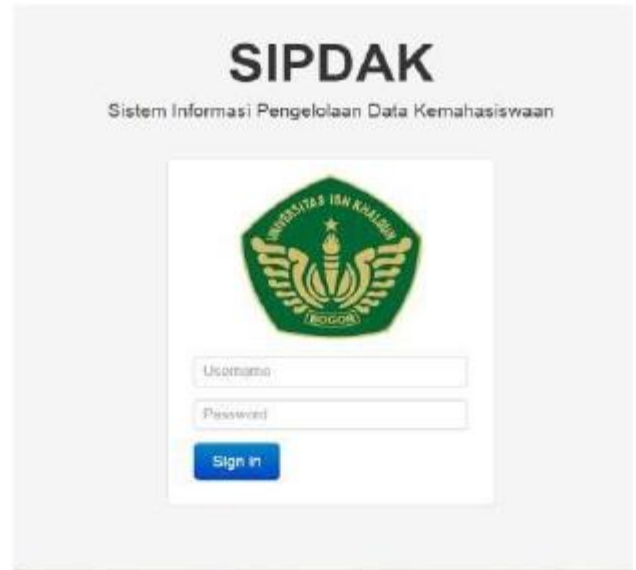 SIPDAK
Sistem Informasi Pengelolaan Data Kemahasiswaan
UNIVERSITAS IBN KHALDUN
BOGOR
Username
Password
Sign in